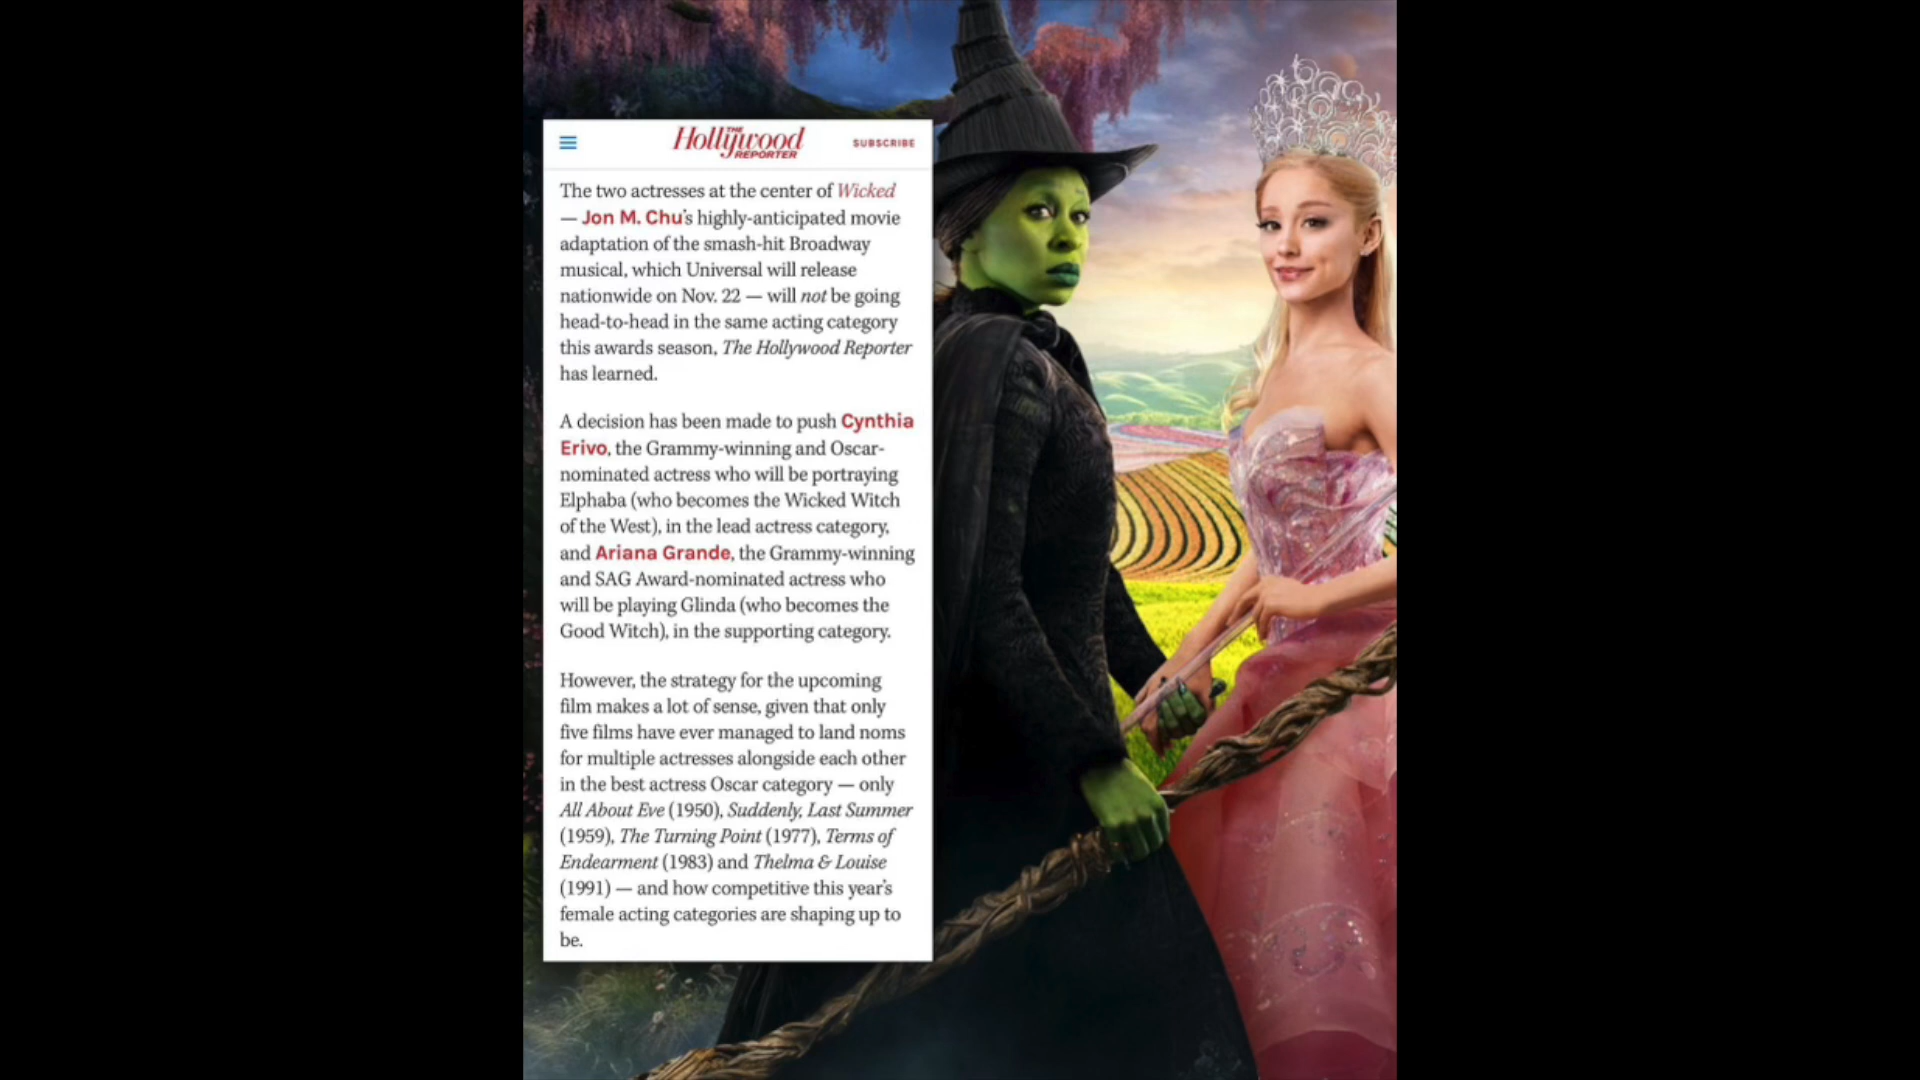 THE
Hollywood
REPORTER
SUBSCRIBE
The two actresses at the center of Wicked
— Jon M. Chu's highly-anticipated movie
adaptation of the smash-hit Broadway
musical, which Universal will release
nationwide on Nov. 22 — will not be going
head-to-head in the same acting category
this awards season, The Hollywood Reporter
has learned.
A decision has been made to push Cynthia
Erivo, the Grammy-winning and Oscar-
nominated actress who will be portraying
Elphaba (who becomes the Wicked Witch
of the West), in the lead actress category,
and Ariana Grande, the Grammy-winning
and SAG Award-nominated actress who
will be playing Glinda (who becomes the
Good Witch), in the supporting category.
However, the strategy for the upcoming
film makes a lot of sense, given that only
five films have ever managed to land noms
for multiple actresses alongside each other
in the best actress Oscar category — only
All About Eve (1950), Suddenly, Last Summer
(1959), The Turning Point (1977), Terms of
Endearment (1983) and Thelma & Louise
(1991) — and how competitive this year's
female acting categories are shaping up to
be.